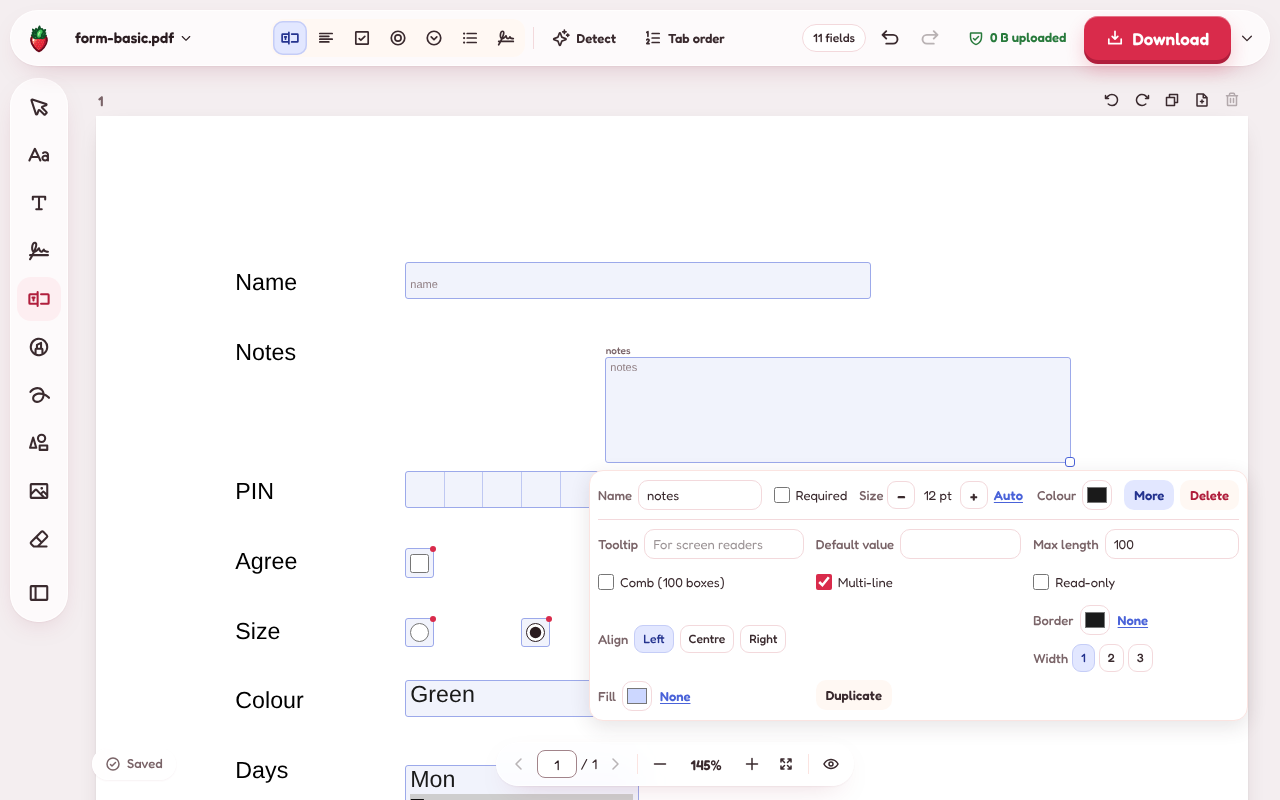 form-basic.pdf
Detect
Tab order
11 fields
0 B uploaded
Download
1
Aa
T
Name
name
Notes
notes
notes
PIN
Name
notes
Required
Size
12 pt
Auto
Colour
More
Delete
Tooltip
For screen readers
Default value
Max length
100
Comb (100 boxes)
Multi-line
Read-only
Agree
Border
None
Size
Align
Left
Centre
Right
Width
1
2
3
Colour
Green
Fill
None
Duplicate
Saved
Days
Mon
1
/ 1
145%